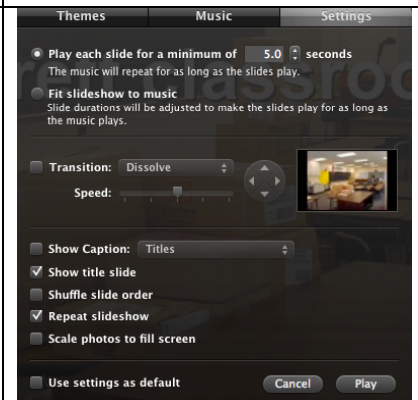 Themes Music Settings
Play each slide for a minimum of 5.0 seconds
The music will repeat for as long as the slides play.
Fit slideshow to music
Slide durations will be adjusted to make the slides play for as long as
the music plays.
Transition: Dissolve
Speed:
Show Caption: Titles
Show title slide
Shuffle slide order
Repeat slideshow
Scale photos to fill screen
Use settings as default Cancel Play